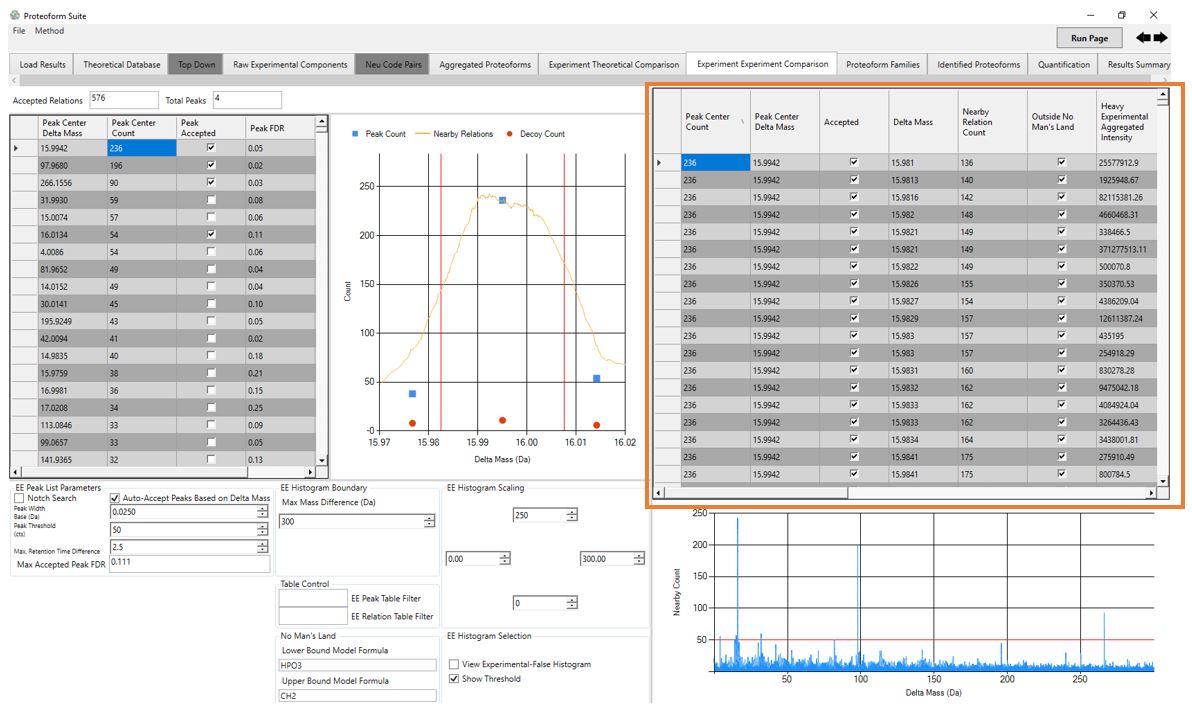 Proteoform Suite
File Method
Run Page
Load Results Theoretical Database Top Down Raw Experimental Components Neu Code Pairs Aggregated Proteoforms Experiment Theoretical Comparison Experiment Experiment Comparison Proteoform Families Identified Proteoforms Quantification Results Summary
Accepted Relations 576 Total Peaks 4
Peak Center Delta Mass Peak Center Count Peak Accepted Peak FDR
15.9942 236 0.05
97.9680 196 0.02
266.1556 90 0.03
31.9930 59 0.08
15.0074 57 0.06
16.0134 54 0.11
4.0086 54 0.06
81.9652 49 0.04
14.0152 49 0.04
30.0141 45 0.10
195.9249 43 0.05
42.0094 41 0.02
14.9835 40 0.18
15.9759 38 0.21
16.9981 36 0.15
17.0208 34 0.25
113.0846 33 0.09
99.0657 33 0.05
141.9365 32 0.13
Peak Count Nearby Relations Decoy Count
250
200
150
100
50
-0
15.97 15.98 15.99 16.00 16.01 16.02
Count
Delta Mass (Da)
Peak Center Count Peak Center Delta Mass Accepted Delta Mass Nearby Relation Count Outside No Man's Land Heavy Experimental Aggregated Intensity
236 15.9942 15.981 136 25577912.9
236 15.9942 15.9813 140 1925948.67
236 15.9942 15.9816 142 82115381.26
236 15.9942 15.982 148 4660468.31
236 15.9942 15.9821 149 338466.5
236 15.9942 15.9821 149 371277513.11
236 15.9942 15.9822 149 500070.8
236 15.9942 15.9826 155 350370.53
236 15.9942 15.9827 154 4386209.04
236 15.9942 15.9829 157 12611387.24
236 15.9942 15.983 157 435195
236 15.9942 15.983 157 254918.29
236 15.9942 15.9831 160 830278.28
236 15.9942 15.9832 162 9475042.18
236 15.9942 15.9833 162 4084924.04
236 15.9942 15.9833 162 3264436.43
236 15.9942 15.9834 164 3438001.81
236 15.9942 15.9841 175 275910.49
236 15.9942 15.9841 175 800784.5
EE Peak List Parameters
Notch Search Auto-Accept Peaks Based on Delta Mass
Peak Width Base (Da) 0.0250
Peak Threshold (cts) 50
Max. Retention Time Difference 2.5
Max Accepted Peak FDR 0.111
EE Histogram Boundary
Max Mass Difference (Da)
300
Table Control
EE Peak Table Filter
EE Relation Table Filter
No Man's Land
Lower Bound Model Formula
HPO3
Upper Bound Model Formula
CH2
EE Histogram Scaling
250
0.00 300.00
0
EE Histogram Selection
View Experimental-False Histogram
Show Threshold
250
200
150
100
50
50 100 150 200 250
Nearby Count
Delta Mass (Da)